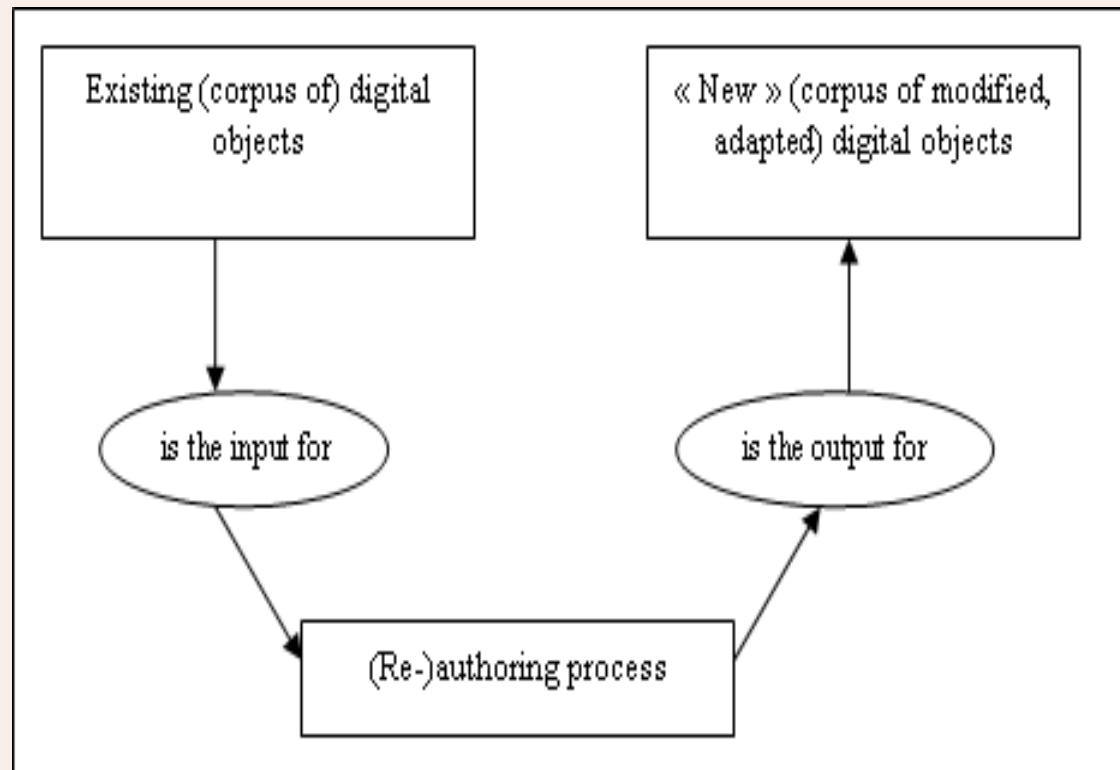 Existing (corpus of) digital
objects
« New » (corpus of modified,
adapted) digital objects
is the input for
is the output for
(Re-)authoring process